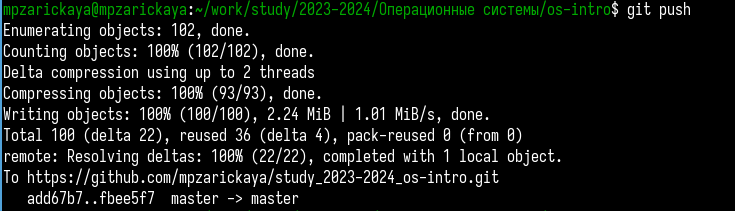 mpzarickaya@mpzarickaya:~/work/study/2023-2024/Операционные системы/os-intro$ git push
Enumerating objects: 102, done.
Counting objects: 100% (102/102), done.
Delta compression using up to 2 threads
Compressing objects: 100% (93/93), done.
Writing objects: 100% (100/100), 2.24 MiB | 1.01 MiB/s, done.
Total 100 (delta 22), reused 36 (delta 4), pack-reused 0 (from 0)
remote: Resolving deltas: 100% (22/22), completed with 1 local object.
To https://github.com/mpzarickaya/study_2023-2024_os-intro.git
   add67b7..fbee5f7  master -> master